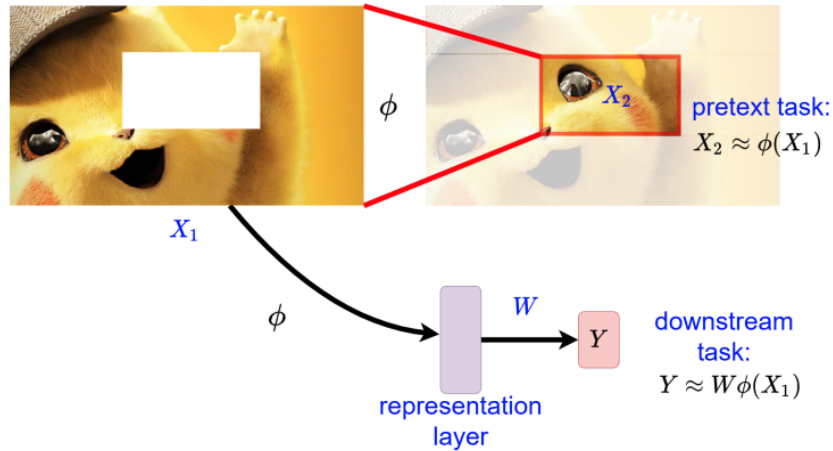 ϕ
X₂
pretext task:
X₂ ≈ ϕ(X₁)
X₁
ϕ
W
Y
downstream
task:
Y ≈ Wϕ(X₁)
representation
layer